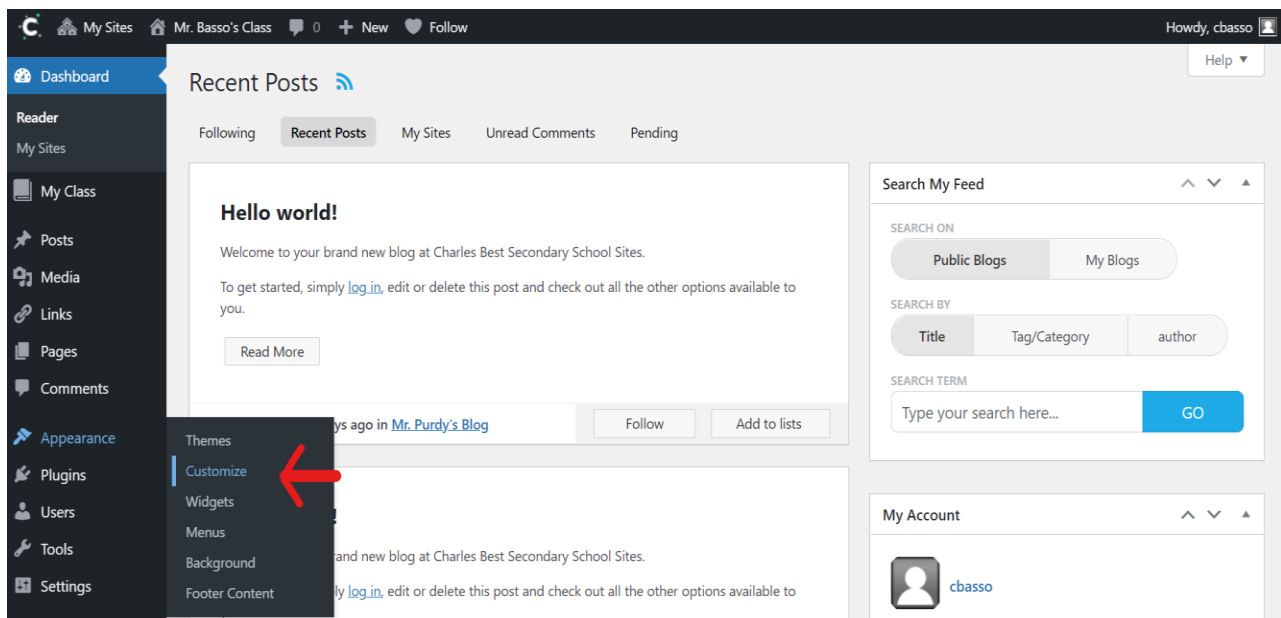 My Sites Mr. Basso's Class 0 New Follow Howdy, cbasso
Help
Dashboard
Reader
My Sites
My Class
Posts
Media
Links
Pages
Comments
Appearance
Plugins
Users
Tools
Settings
Themes
Customize
Widgets
Menus
Background
Footer Content
Recent Posts
Following Recent Posts My Sites Unread Comments Pending
Hello world!
Welcome to your brand new blog at Charles Best Secondary School Sites.
To get started, simply log in, edit or delete this post and check out all the other options available to
you.
Read More
ago in Mr. Purdy's Blog Follow Add to lists
brand new blog at Charles Best Secondary School Sites.
log in, edit or delete this post and check out all the other options available to
Search My Feed
SEARCH ON
Public Blogs My Blogs
SEARCH BY
Title Tag/Category author
SEARCH TERM
Type your search here... GO
My Account
cbasso